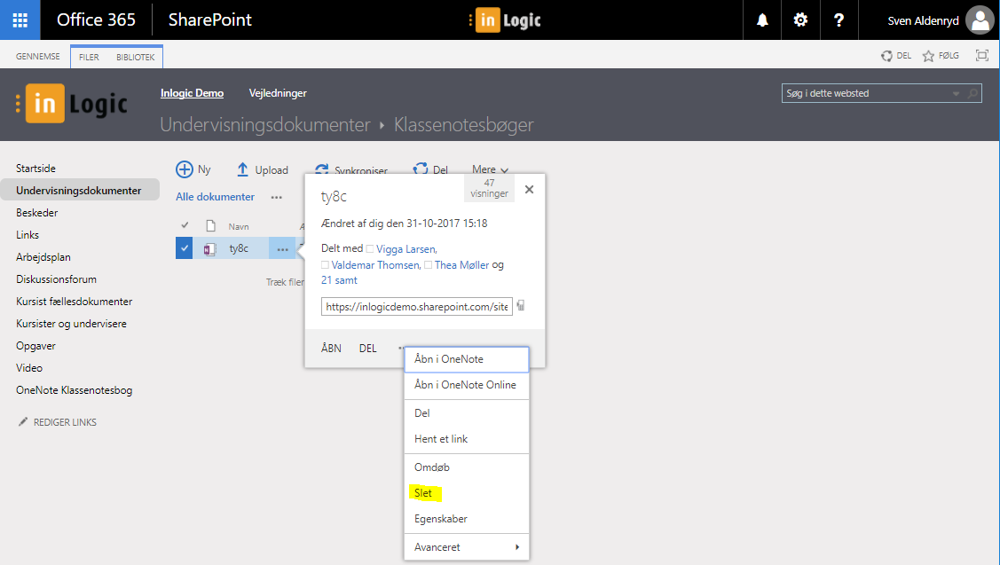 Office 365 SharePoint in Logic Sven Aldenryd
GENNEMSE FILER BIBLIOTEK DEL FØLG
in Logic
Inlogic Demo Vejledninger
Søg i dette websted
Undervisningsdokumenter Klassenotesbøger
Startside
Undervisningsdokumenter
Beskeder
Links
Arbejdsplan
Diskussionsforum
Kursist fællesdokumenter
Kursister og undervisere
Opgaver
Video
OneNote Klassenotesbog
REDIGER LINKS
Ny Upload Synkroniser Del Mere
Alle dokumenter ...
Navn
ty8c ...
Træk filer
ty8c
47
visninger
Ændret af dig den 31-10-2017 15:18
Delt med Vigga Larsen,
Valdemar Thomsen, Thea Møller og
21 samt
https://inlogicdemo.sharepoint.com/site
ÅBN DEL
Åbn i OneNote
Åbn i OneNote Online
Del
Hent et link
Omdøb
Slet
Egenskaber
Avanceret